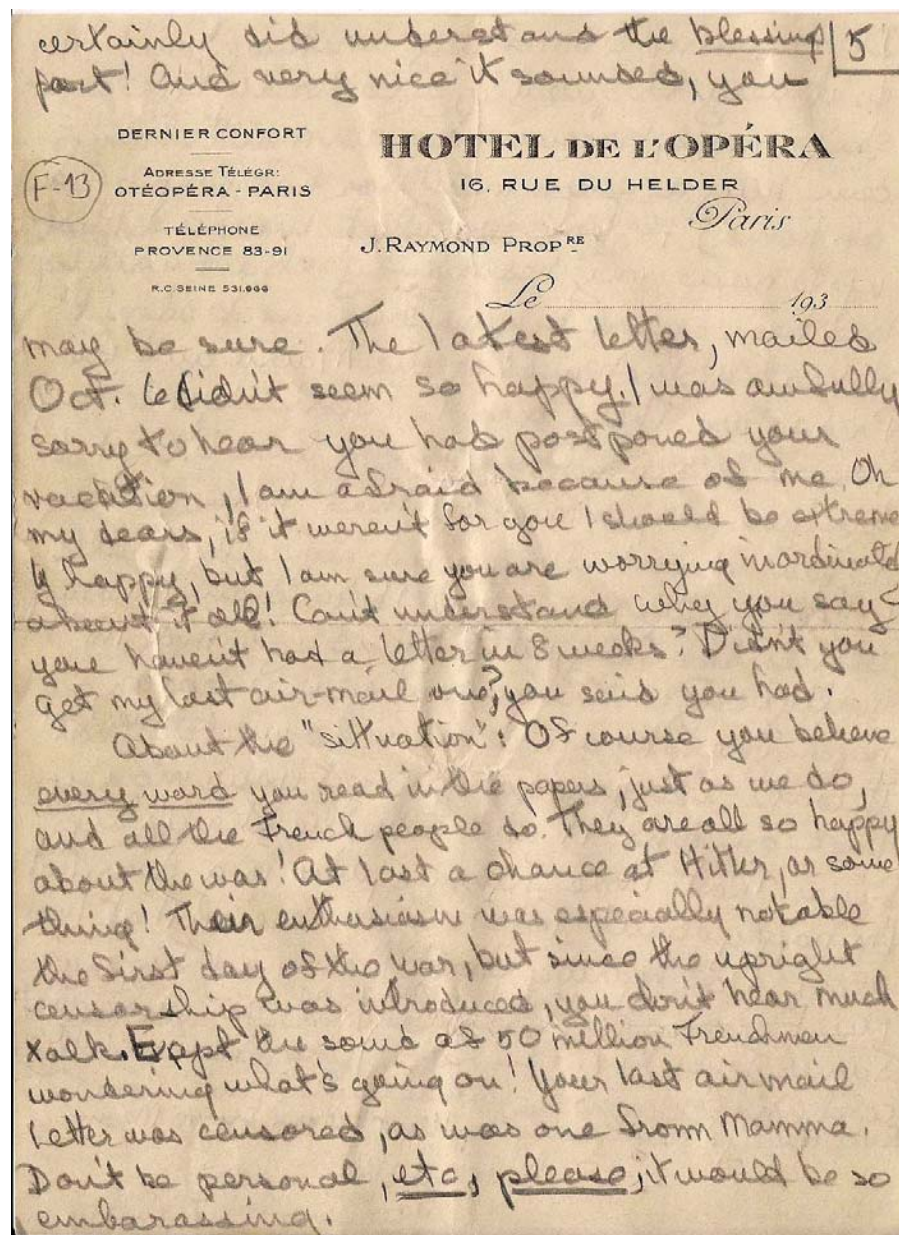 certainly did understand the blessing 5
part! And very nice it sounded, you
DERNIER CONFORT
ADRESSE TÉLÉGR:
OTÉOPÉRA - PARIS
TÉLÉPHONE
PROVENCE 83-91
R.C. SEINE 531.666
F-13
HOTEL DE L'OPÉRA
16, RUE DU HELDER
Paris
J. RAYMOND PROP RE
Le 193
may be sure. The latest letter, mailed
Oct. 6 didn't seem so happy. I was awfully
sorry to hear you had postponed your
vacation, I am afraid because of me. Oh
my dears, if it weren't for you I should be extreme
ly happy, but I am sure you are worrying inordinately
about it all! Can't understand why you say
you haven't had a letter in 8 weeks? Didn't you
get my last air-mail one? you said you had.
About the "sittuation": Of course you believe
every word you read in the papers, just as we do,
and all the French people do. They are all so happy
about the war! At last a chance at Hitler, or some
thing! Their enthusiasm was especially notable
the first day of the war, but since the upright
censorship was introduced, you don't hear much
talk. Exept the sound of 50 million Frenchmen
wondering what's going on! Your last airmail
letter was censored, as was one from Mamma.
Don't be personal, etc, please, it would be so
embarassing.